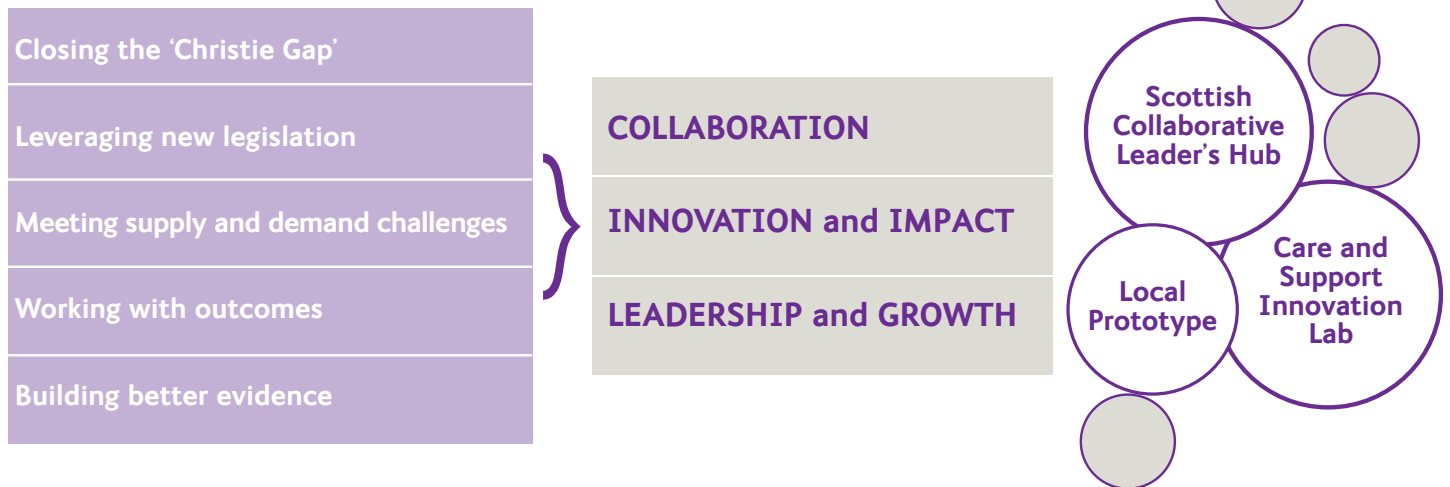 Closing the ‘Christie Gap’
Leveraging new legislation
Meeting supply and demand challenges
Working with outcomes
Building better evidence
COLLABORATION
INNOVATION and IMPACT
LEADERSHIP and GROWTH
Scottish
Collaborative
Leader’s Hub
Local
Prototype
Care and
Support
Innovation
Lab